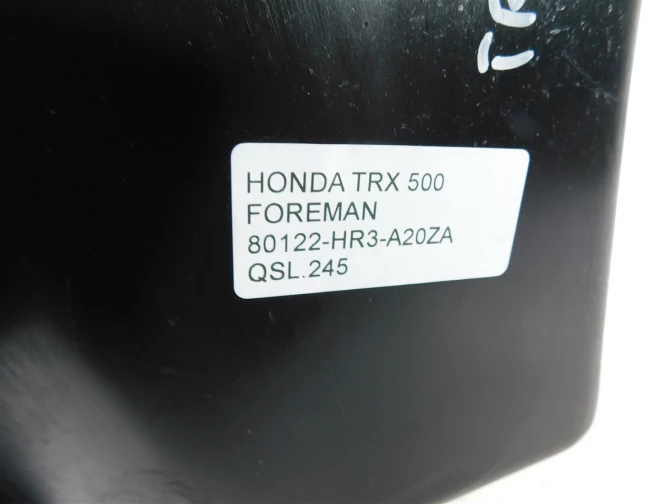 HONDA TRX 500
FOREMAN
80122-HR3-A20ZA
QSL.245